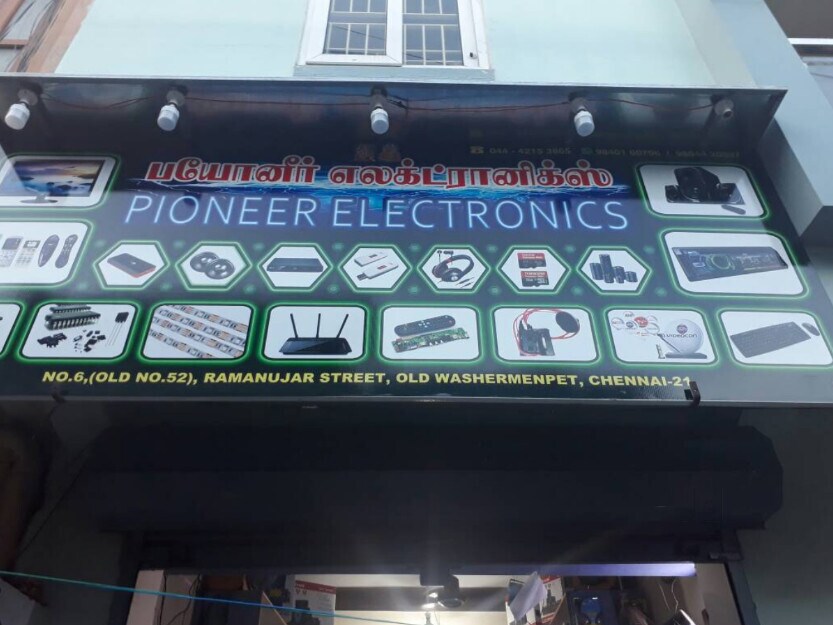 பயோனீர் எலக்ட்ரானிக்ஸ்
PIONEER ELECTRONICS
NO.6,(OLD NO.52), RAMANUJAR STREET, OLD WASHERMENPET, CHENNAI-21